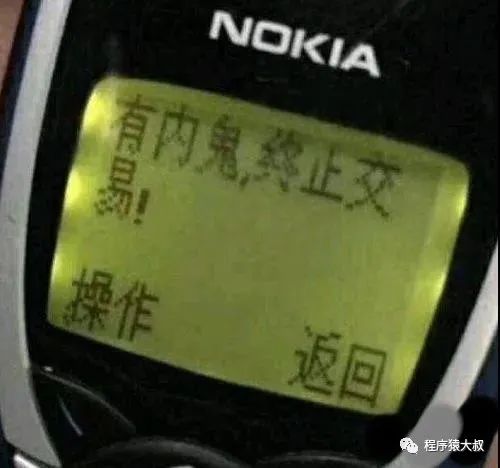 NOKIA
有内鬼,终止交
易!
操作
返回
程序猿大叔